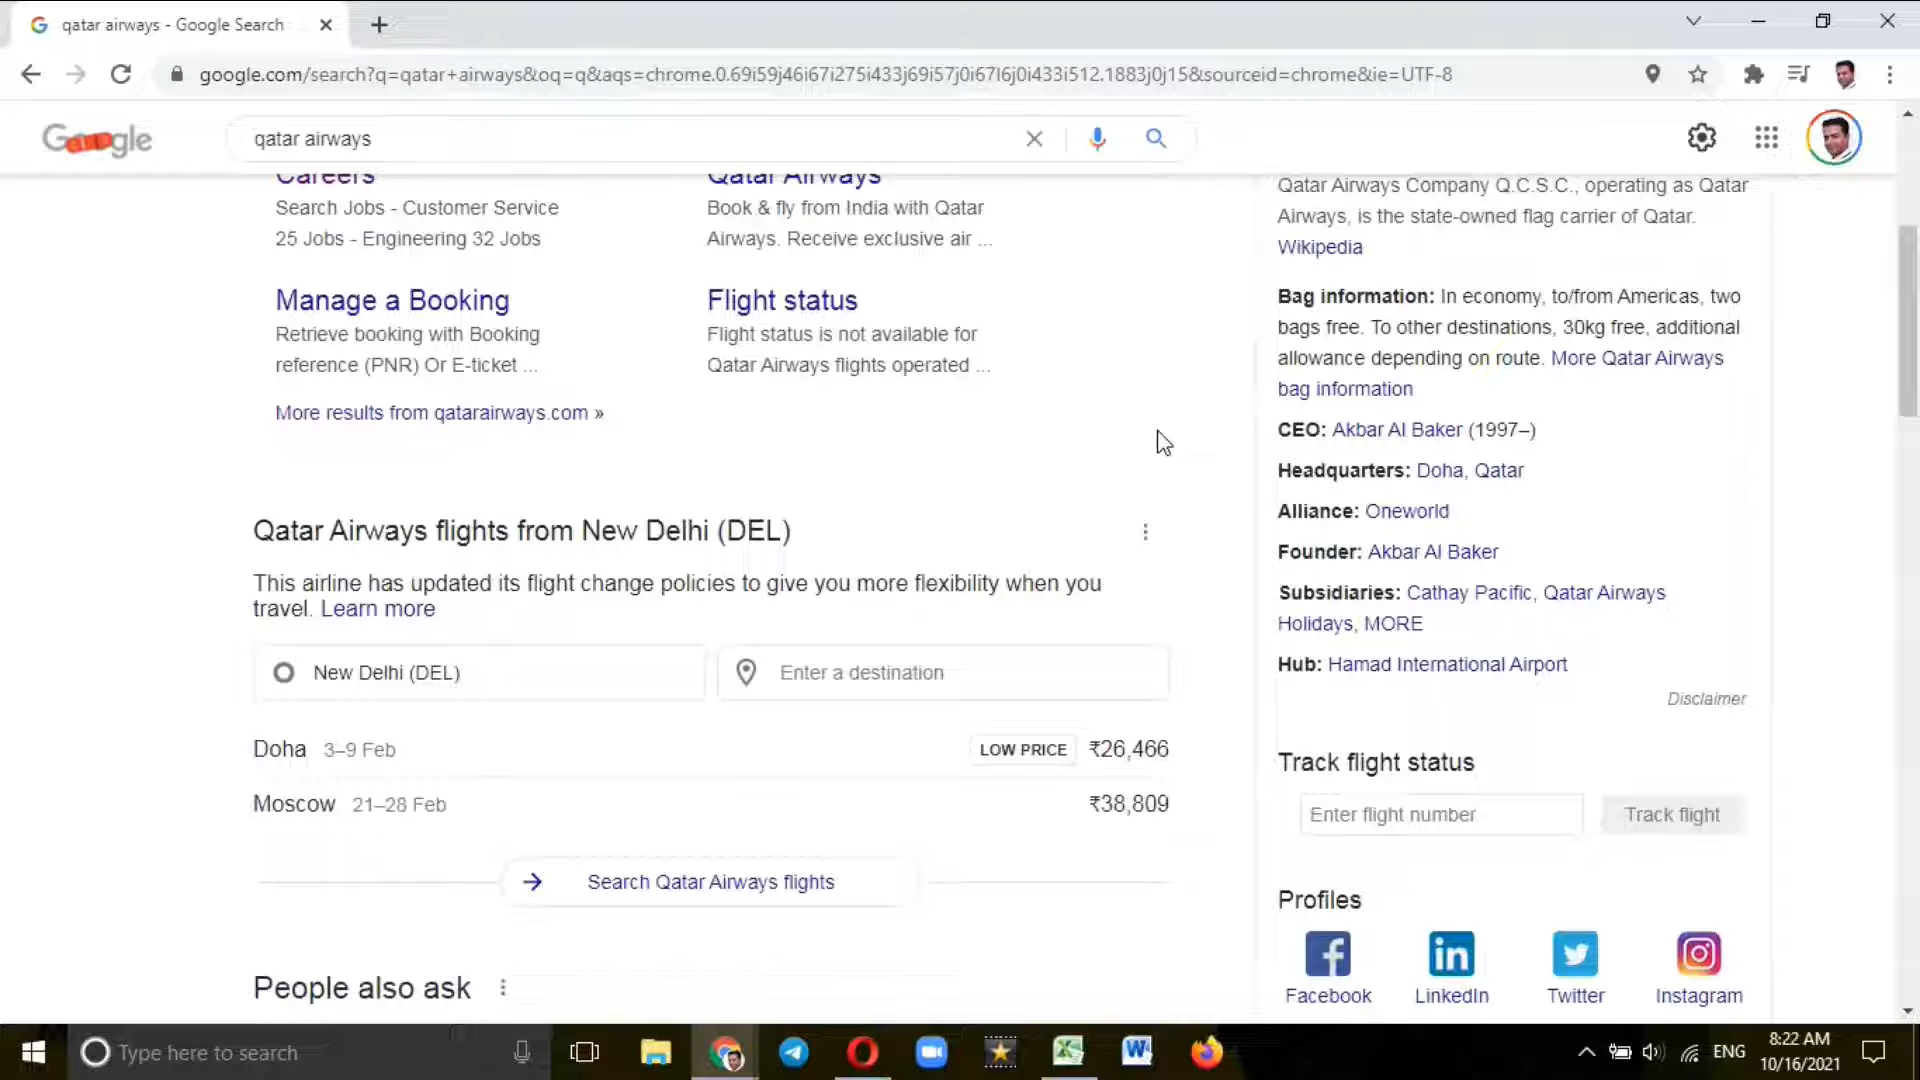 qatar airways - Google Search
google.com/search?q=qatar+airways&oq=q&aqs=chrome.0.69i59j46i67i275i433j69i57j0i67l6j0i433i512.1883j0j15&sourceid=chrome&ie=UTF-8
qatar airways
Careers
Search Jobs - Customer Service
25 Jobs - Engineering 32 Jobs
Qatar Airways
Book & fly from India with Qatar
Airways. Receive exclusive air ...
Manage a Booking
Retrieve booking with Booking
reference (PNR) Or E-ticket ...
Flight status
Flight status is not available for
Qatar Airways flights operated ...
More results from qatarairways.com »
Qatar Airways flights from New Delhi (DEL)
This airline has updated its flight change policies to give you more flexibility when you
travel. Learn more
New Delhi (DEL)
Enter a destination
Doha 3–9 Feb LOW PRICE ₹26,466
Moscow 21–28 Feb ₹38,809
Search Qatar Airways flights
People also ask
Qatar Airways Company Q.C.S.C., operating as Qatar
Airways, is the state-owned flag carrier of Qatar.
Wikipedia
Bag information: In economy, to/from Americas, two
bags free. To other destinations, 30kg free, additional
allowance depending on route. More Qatar Airways
bag information
CEO: Akbar Al Baker (1997–)
Headquarters: Doha, Qatar
Alliance: Oneworld
Founder: Akbar Al Baker
Subsidiaries: Cathay Pacific, Qatar Airways
Holidays, MORE
Hub: Hamad International Airport
Disclaimer
Track flight status
Enter flight number
Track flight
Profiles
Facebook
LinkedIn
Twitter
Instagram
Type here to search
ENG
8:22 AM
10/16/2021